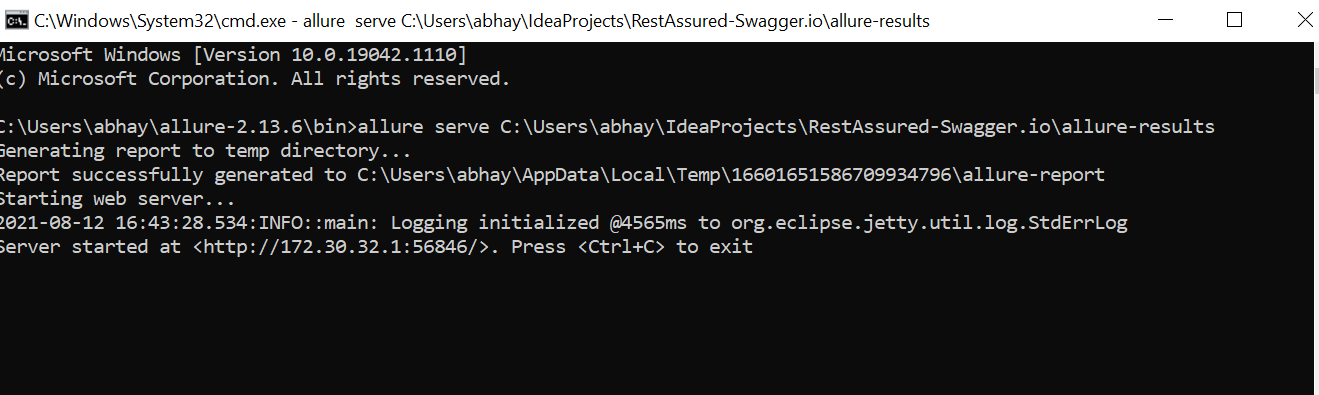 C:\Windows\System32\cmd.exe - allure  serve C:\Users\abhay\IdeaProjects\RestAssured-Swagger.io\allure-results
Microsoft Windows [Version 10.0.19042.1110]
(c) Microsoft Corporation. All rights reserved.
C:\Users\abhay\allure-2.13.6\bin>allure serve C:\Users\abhay\IdeaProjects\RestAssured-Swagger.io\allure-results
Generating report to temp directory...
Report successfully generated to C:\Users\abhay\AppData\Local\Temp\16601651586709934796\allure-report
Starting web server...
2021-08-12 16:43:28.534:INFO::main: Logging initialized @4565ms to org.eclipse.jetty.util.log.StdErrLog
Server started at <http://172.30.32.1:56846/>. Press <Ctrl+C> to exit